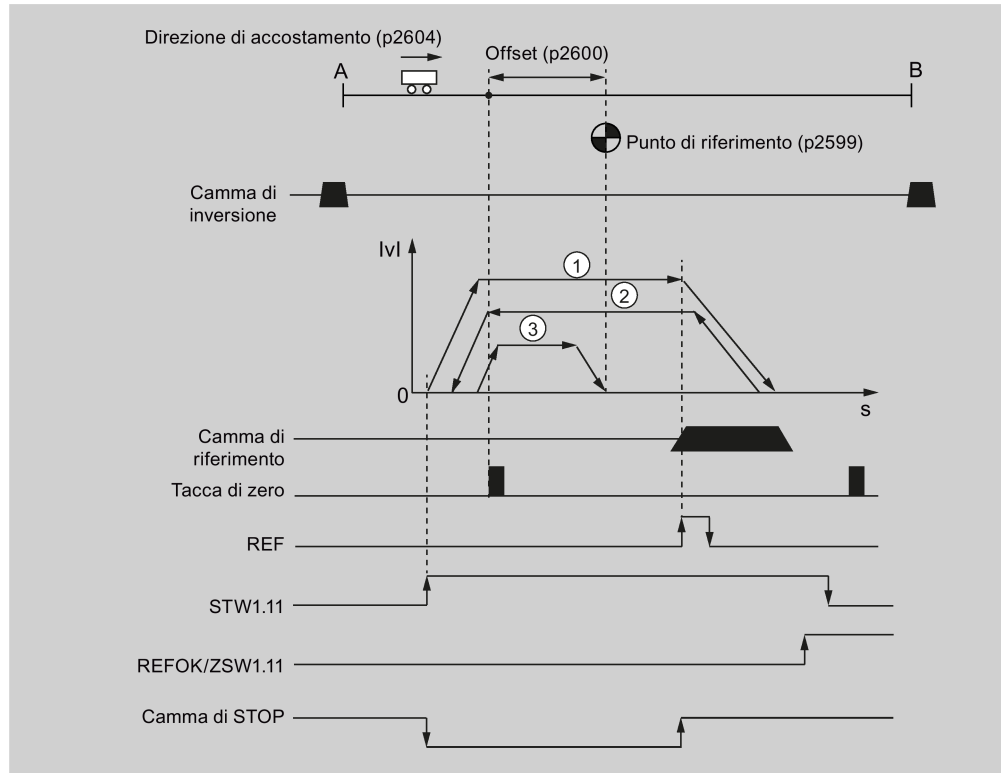 Direzione di accostamento (p2604)
Offset (p2600)
A
B
Punto di riferimento (p2599)
Camma di
inversione
IvI
1
2
3
0
s
Camma di
riferimento
Tacca di zero
REF
STW1.11
REFOK/ZSW1.11
Camma di STOP